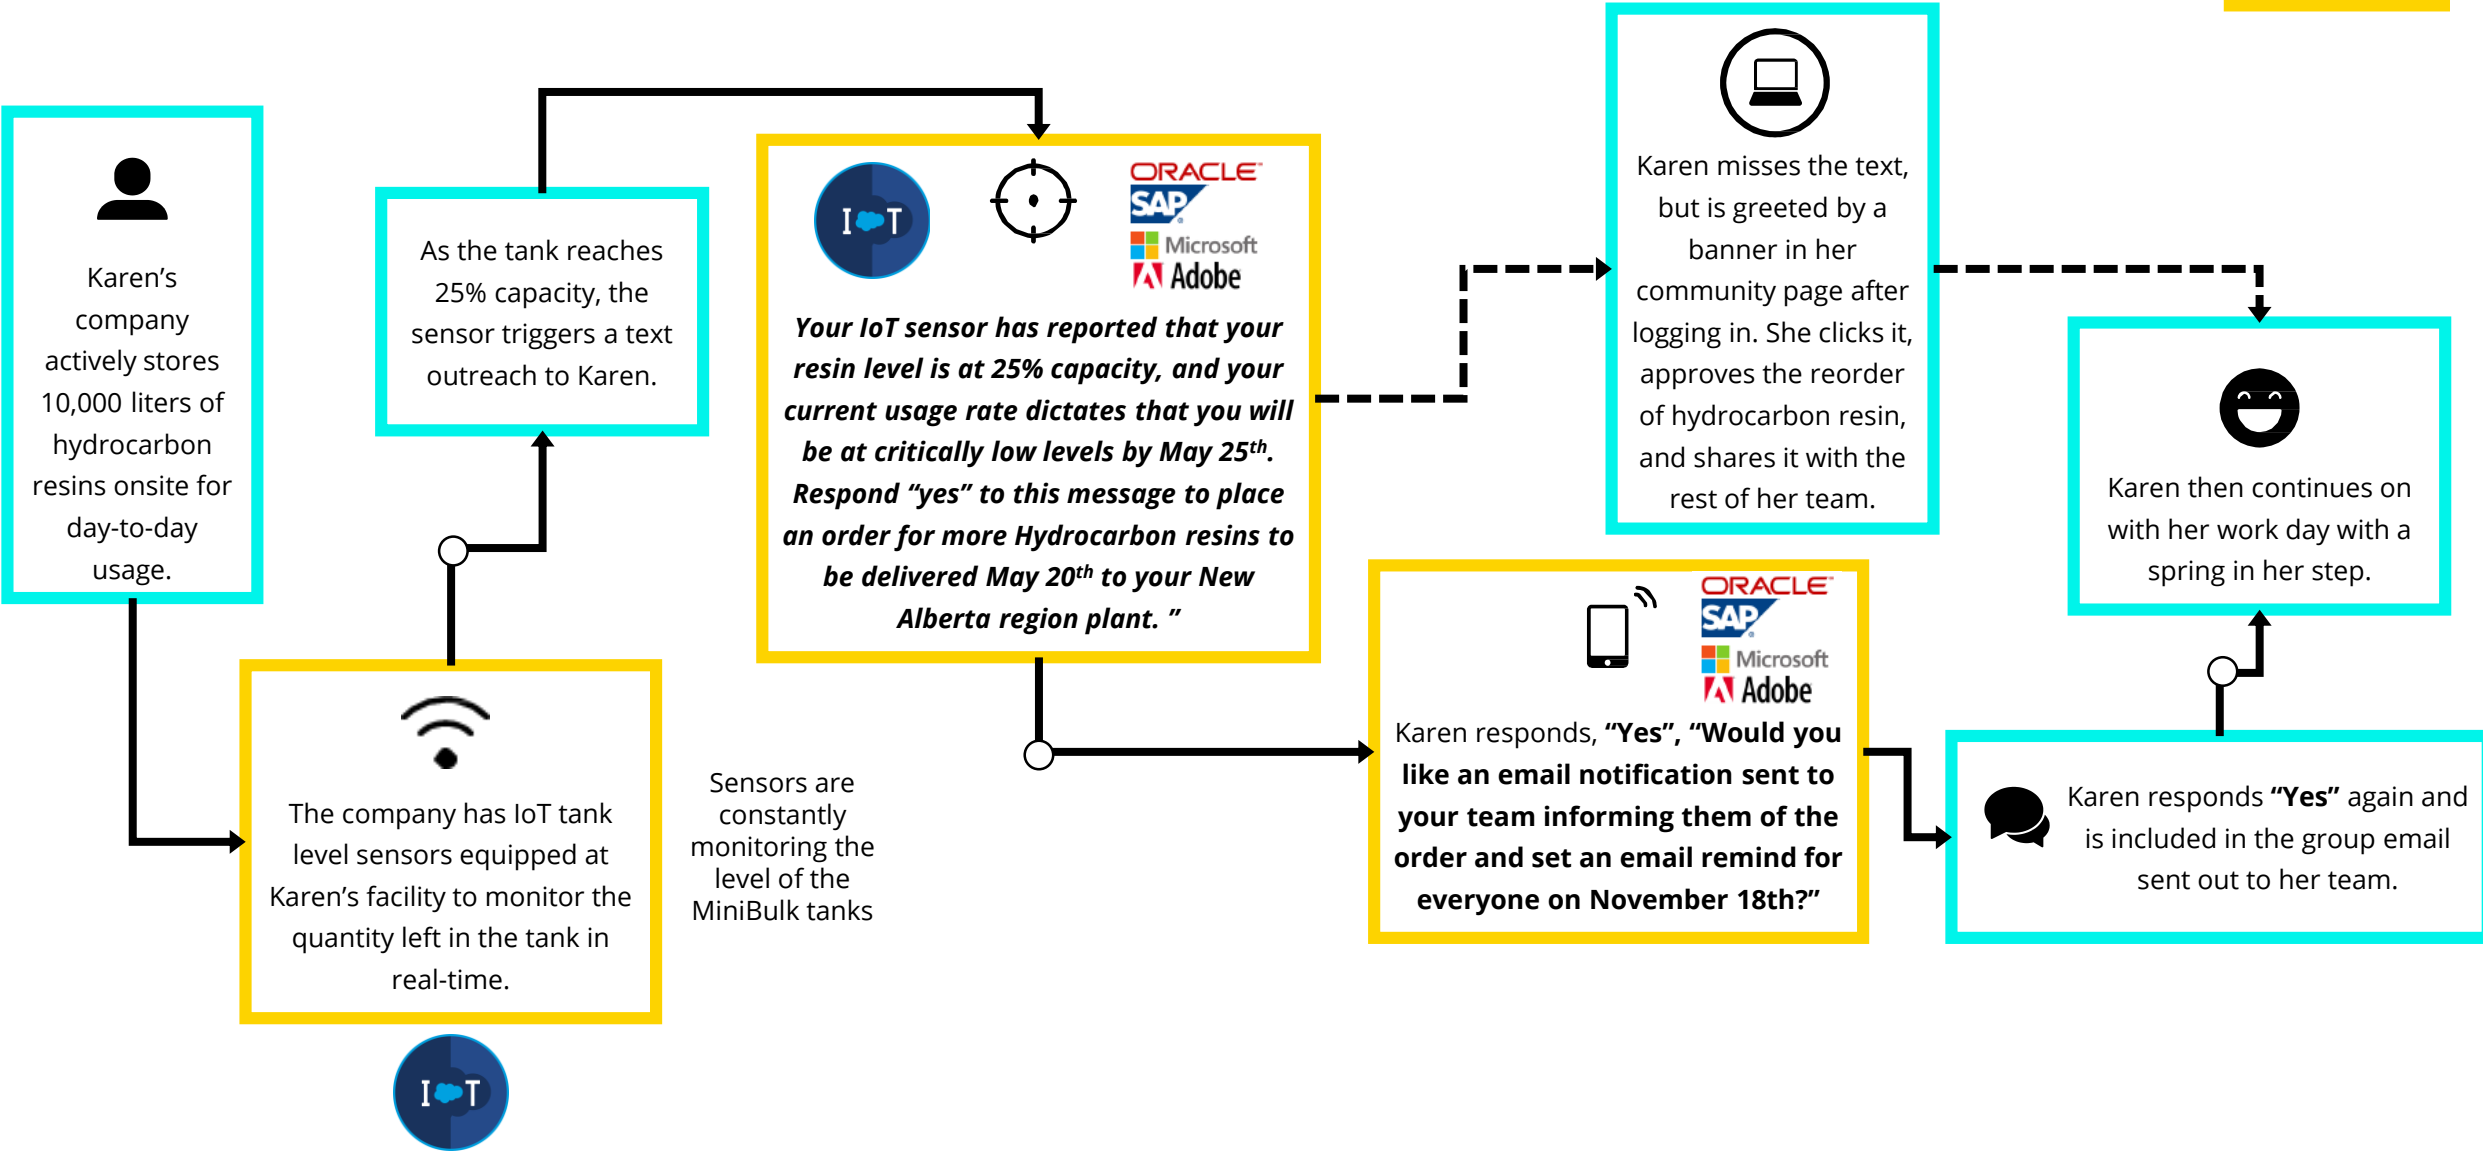 Karen’s
company
actively stores
10,000 liters of
hydrocarbon
resins onsite for
day-to-day
usage.
The company has IoT tank
level sensors equipped at
Karen’s facility to monitor the
quantity left in the tank in
real-time.
I T
Sensors are
constantly
monitoring the
level of the
MiniBulk tanks
As the tank reaches
25% capacity, the
sensor triggers a text
outreach to Karen.
I T
ORACLE
SAP
Microsoft
Adobe
Your IoT sensor has reported that your
resin level is at 25% capacity, and your
current usage rate dictates that you will
be at critically low levels by May 25th.
Respond “yes” to this message to place
an order for more Hydrocarbon resins to
be delivered May 20th to your New
Alberta region plant. ”
Karen misses the text,
but is greeted by a
banner in her
community page after
logging in. She clicks it,
approves the reorder
of hydrocarbon resin,
and shares it with the
rest of her team.
ORACLE
SAP
Microsoft
Adobe
Karen responds, “Yes”, “Would you
like an email notification sent to
your team informing them of the
order and set an email remind for
everyone on November 18th?”
Karen responds “Yes” again and
is included in the group email
sent out to her team.
Karen then continues on
with her work day with a
spring in her step.